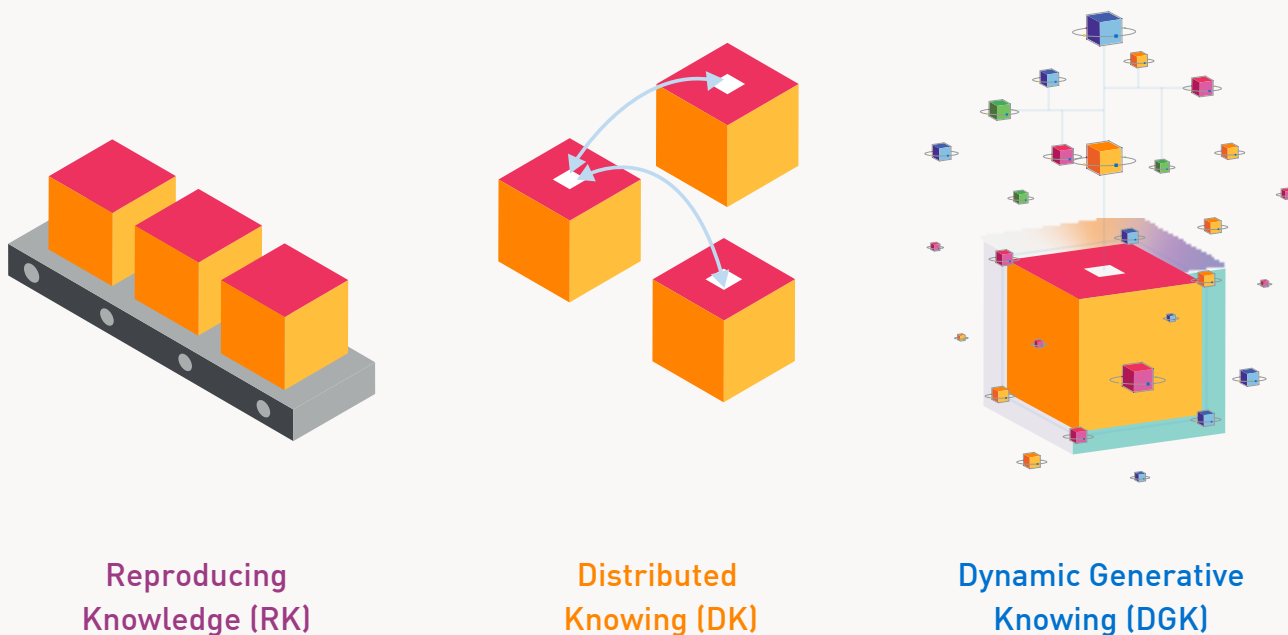 Reproducing
Knowledge (RK)
Distributed
Knowing (DK)
Dynamic Generative
Knowing (DGK)